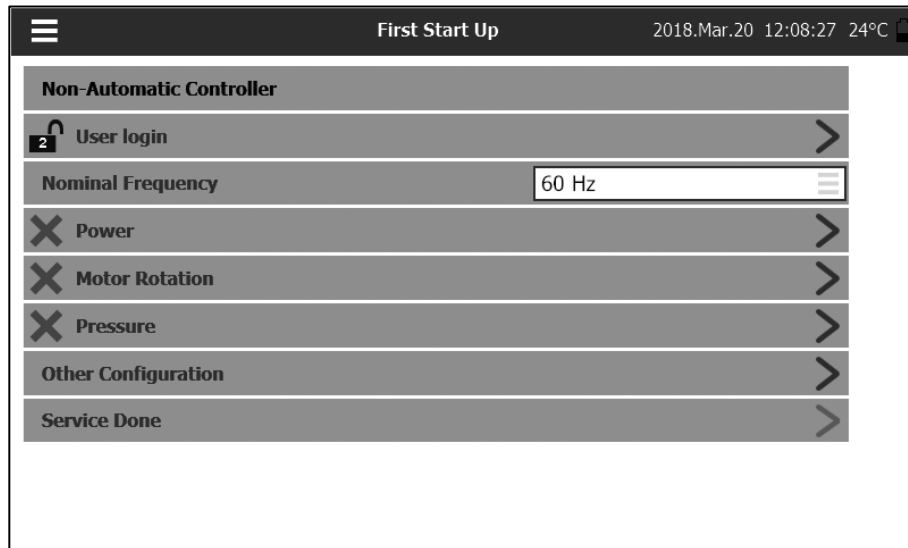 First Start Up 2018.Mar.20 12:08:27 24°C
Non-Automatic Controller
2 User login
Nominal Frequency 60 Hz
Power
Motor Rotation
Pressure
Other Configuration
Service Done